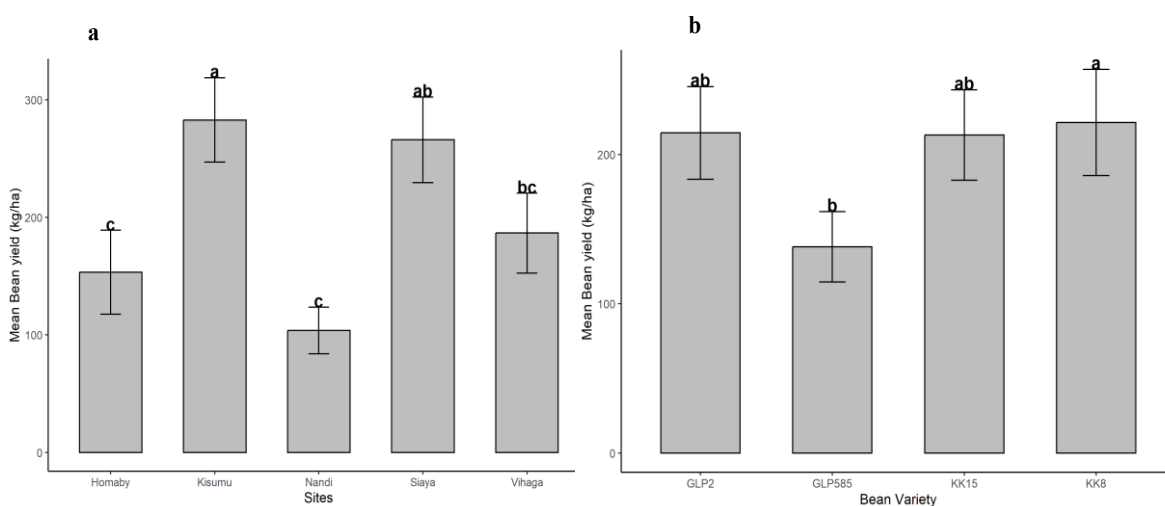 a
Mean Bean yield (kg/ha)
300
200
100
0
c
a
c
ab
bc
Homaby
Kisumu
Nandi
Siaya
Vihaga
Sites
b
Mean Bean yield (kg/ha)
200
100
0
ab
b
ab
a
GLP2
GLP585
KK15
KK8
Bean Variety